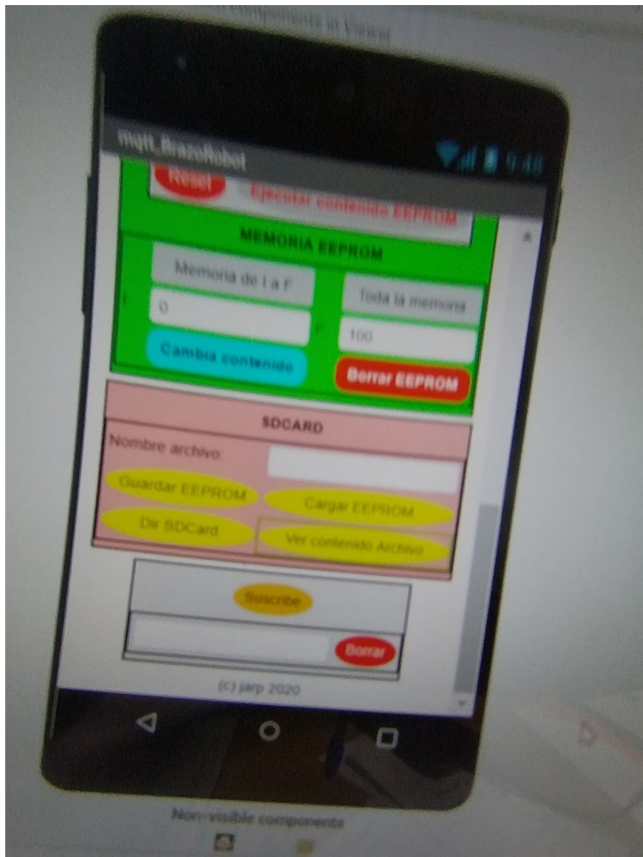 mqtt_BrazoRobot 9:48
Reset Ejecutar contenido EEPROM
MEMORIA EEPROM
Memoria de I a F Toda la memoria
I: 0 F: 100
Cambia contenido Borrar EEPROM
SDCARD
Nombre archivo:
Guardar EEPROM Cargar EEPROM
Dir SDCard Ver contenido Archivo
Suscribe
Borrar
(c) jarp 2020
Non-visible components